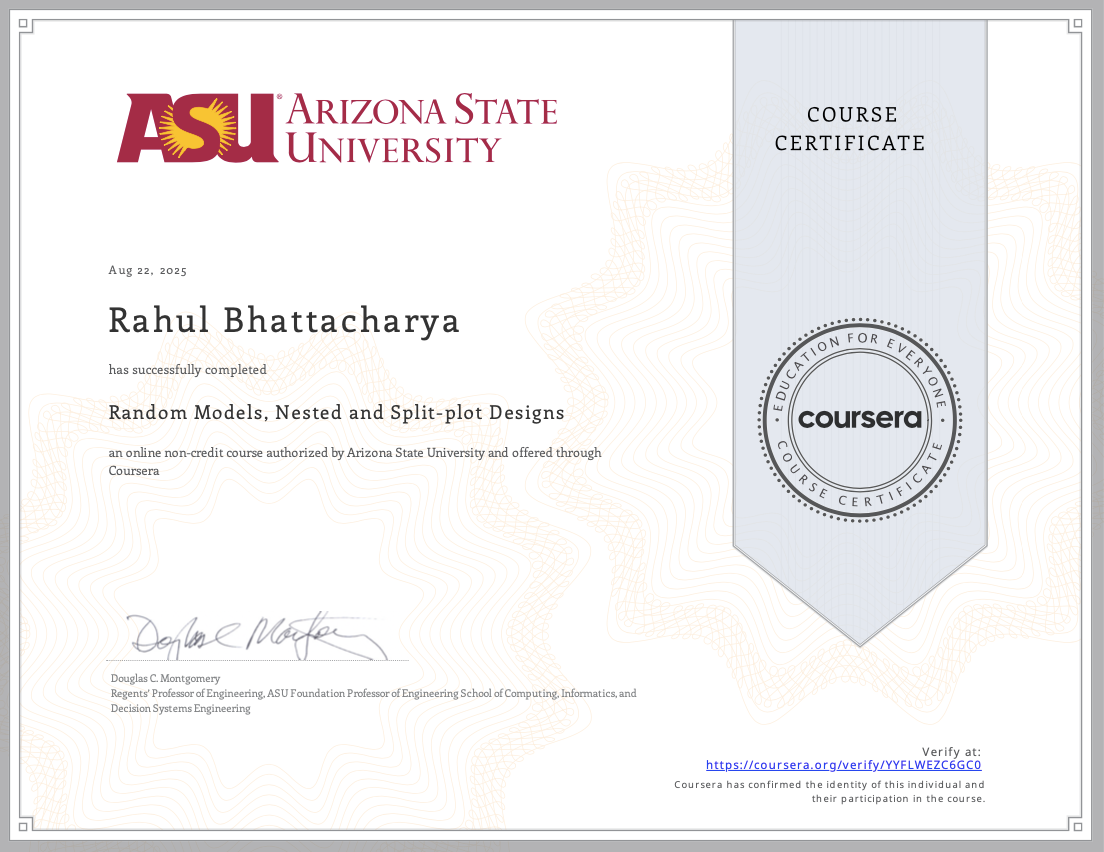 ASU® ARIZONA STATE
UNIVERSITY
COURSE
CERTIFICATE
Aug 22, 2025
Rahul Bhattacharya
has successfully completed
Random Models, Nested and Split-plot Designs
an online non-credit course authorized by Arizona State University and offered through
Coursera
• EDUCATION FOR EVERYONE •
coursera
COURSE CERTIFICATE
Douglas C. Montgomery
Regents' Professor of Engineering, ASU Foundation Professor of Engineering School of Computing, Informatics, and
Decision Systems Engineering
Verify at:
https://coursera.org/verify/YYFLWEZC6GC0
Coursera has confirmed the identity of this individual and
their participation in the course.